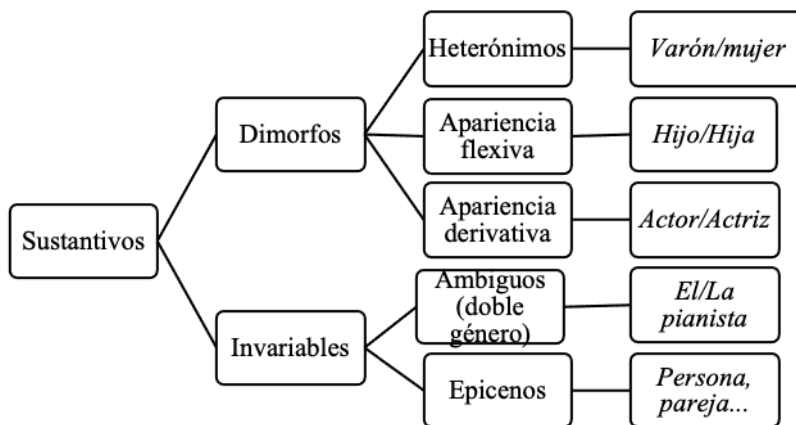 Sustantivos
Dimorfos
Heterónimos
Varón/mujer
Apariencia
flexiva
Hijo/Hija
Apariencia
derivativa
Actor/Actriz
Invariables
Ambiguos
(doble
género)
El/La
pianista
Epicenos
Persona,
pareja...